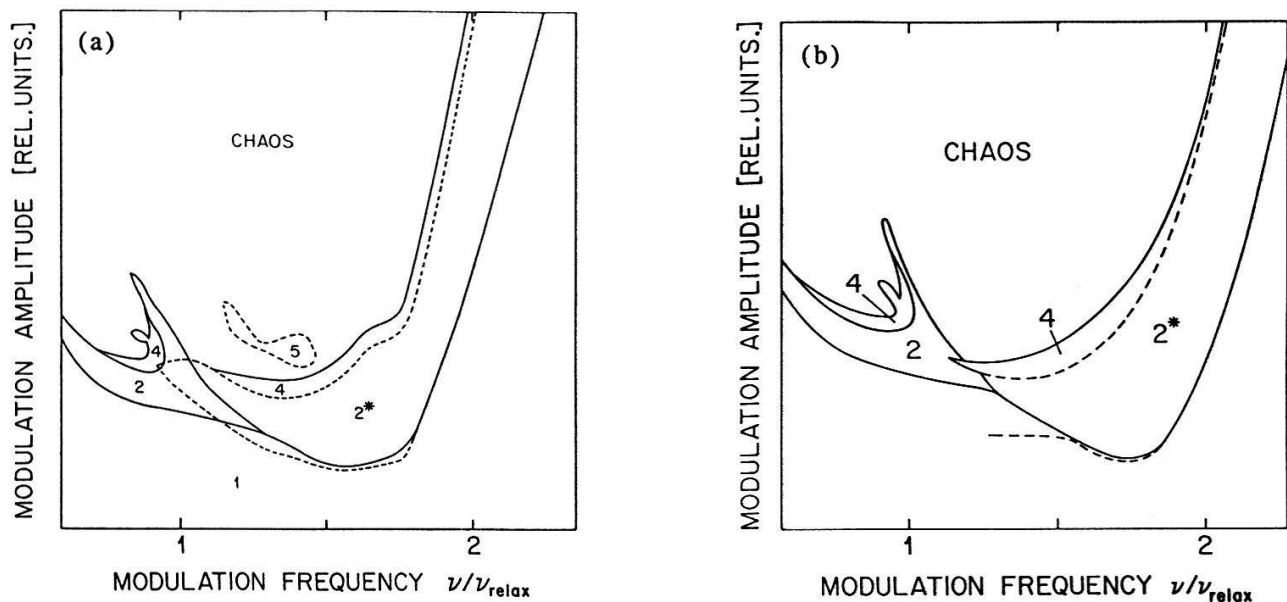 (a)
MODULATION AMPLITUDE [REL.UNITS.]
CHAOS
5
4
4
2
2*
1
1
2
MODULATION FREQUENCY ν/νrelax
(b)
MODULATION AMPLITUDE [REL.UNITS.]
CHAOS
4
4
2*
2
1
2
MODULATION FREQUENCY ν/νrelax